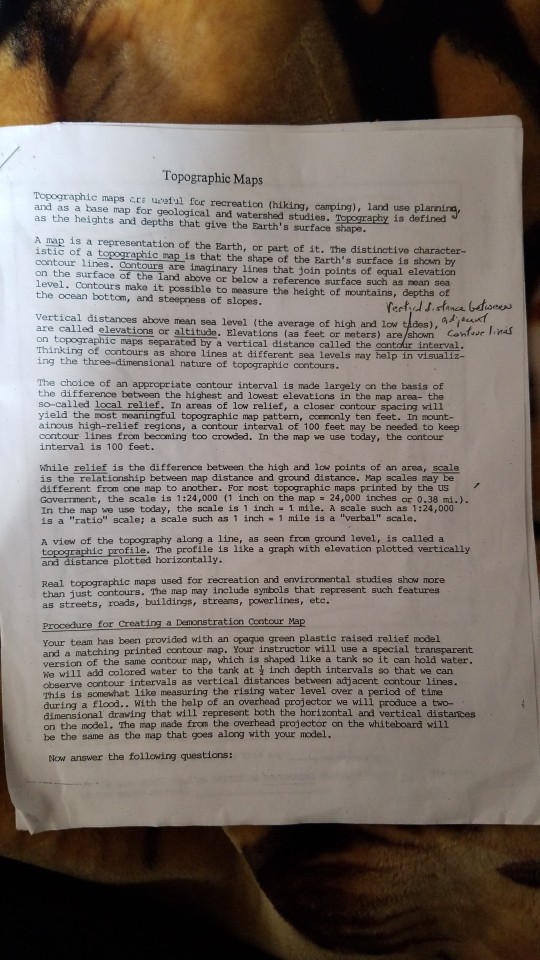 Topographic Maps
Topographic maps are useful for recreation (hiking, camping), land use planning,
and as a base map for geological and watershed studies. Topography is defined
as the heights and depths that give the Earth's surface shape.
A map is a representation of the Earth, or part of it. The distinctive character-
istic of a topographic map is that the shape of the Earth's surface is shown by
contour lines. Contours are imaginary lines that join points of equal elevation
on the surface of the land above or below a reference surface such as mean sea
level. Contours make it possible to measure the height of mountains, depths of
the ocean bottom, and steepness of slopes.
Vertical distance between
adjacent
contour lines
Vertical distances above mean sea level (the average of high and low tides),
are called elevations or altitude. Elevations (as feet or meters) are shown
on topographic maps separated by a vertical distance called the contour interval.
Thinking of contours as shore lines at different sea levels may help in visualiz-
ing the three-dimensional nature of topographic contours.
The choice of an appropriate contour interval is made largely on the basis of
the difference between the highest and lowest elevations in the map area- the
so-called local relief. In areas of low relief, a closer contour spacing will
yield the most meaningful topographic map pattern, commonly ten feet. In mount-
ainous high-relief regions, a contour interval of 100 feet may be needed to keep
contour lines from becoming too crowded. In the map we use today, the contour
interval is 100 feet.
While relief is the difference between the high and low points of an area, scale
is the relationship between map distance and ground distance. Map scales may be
different from one map to another. For most topographic maps printed by the US
Government, the scale is 1:24,000 (1 inch on the map = 24,000 inches or 0.38 mi.).
In the map we use today, the scale is 1 inch = 1 mile. A scale such as 1:24,000
is a "ratio" scale; a scale such as 1 inch = 1 mile is a "verbal" scale.
A view of the topography along a line, as seen from ground level, is called a
topographic profile. The profile is like a graph with elevation plotted vertically
and distance plotted horizontally.
Real topographic maps used for recreation and environmental studies show more
than just contours. The map may include symbols that represent such features
as streets, roads, buildings, streams, powerlines, etc.
Procedure for Creating a Demonstration Contour Map
Your team has been provided with an opaque green plastic raised relief model
and a matching printed contour map. Your instructor will use a special transparent
version of the same contour map, which is shaped like a tank so it can hold water.
We will add colored water to the tank at ½ inch depth intervals so that we can
observe contour intervals as vertical distances between adjacent contour lines.
This is somewhat like measuring the rising water level over a period of time
during a flood.. With the help of an overhead projector we will produce a two-
dimensional drawing that will represent both the horizontal and vertical distances
on the model. The map made from the overhead projector on the whiteboard will
be the same as the map that goes along with your model.
Now answer the following questions: